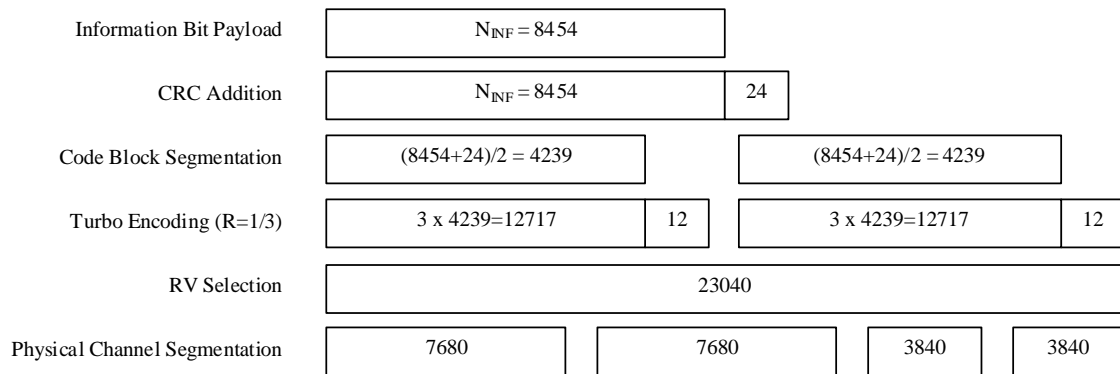 Information Bit Payload N_INF = 8454
CRC Addition N_INF = 8454 24
Code Block Segmentation (8454+24)/2 = 4239 (8454+24)/2 = 4239
Turbo Encoding (R=1/3) 3 x 4239=12717 12 3 x 4239=12717 12
RV Selection 23040
Physical Channel Segmentation 7680 7680 3840 3840